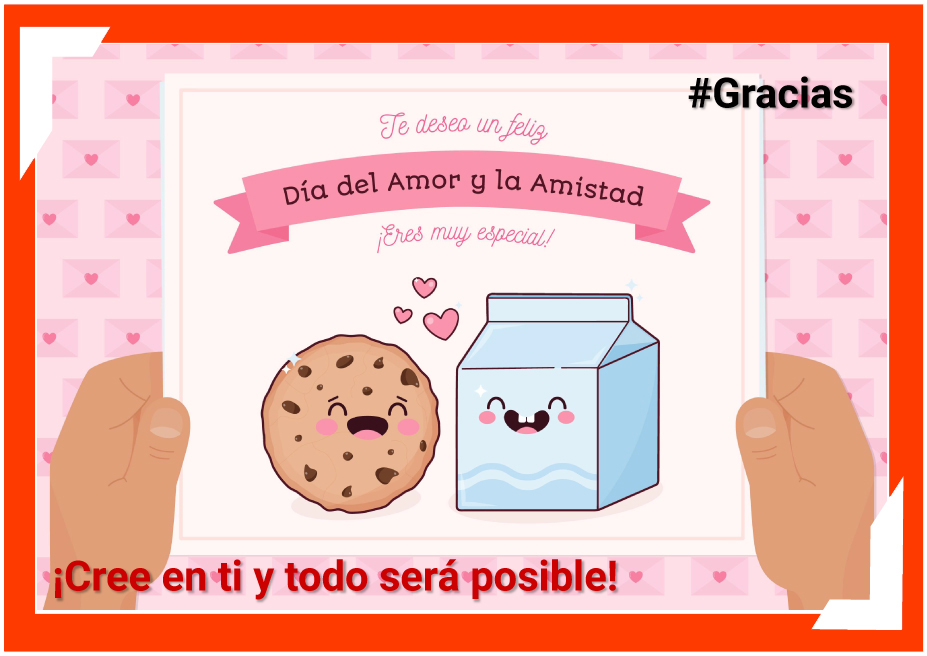 #Gracias
Te deseo un feliz
Día del Amor y la Amistad
¡Eres muy especial!
¡Cree en ti y todo será posible!